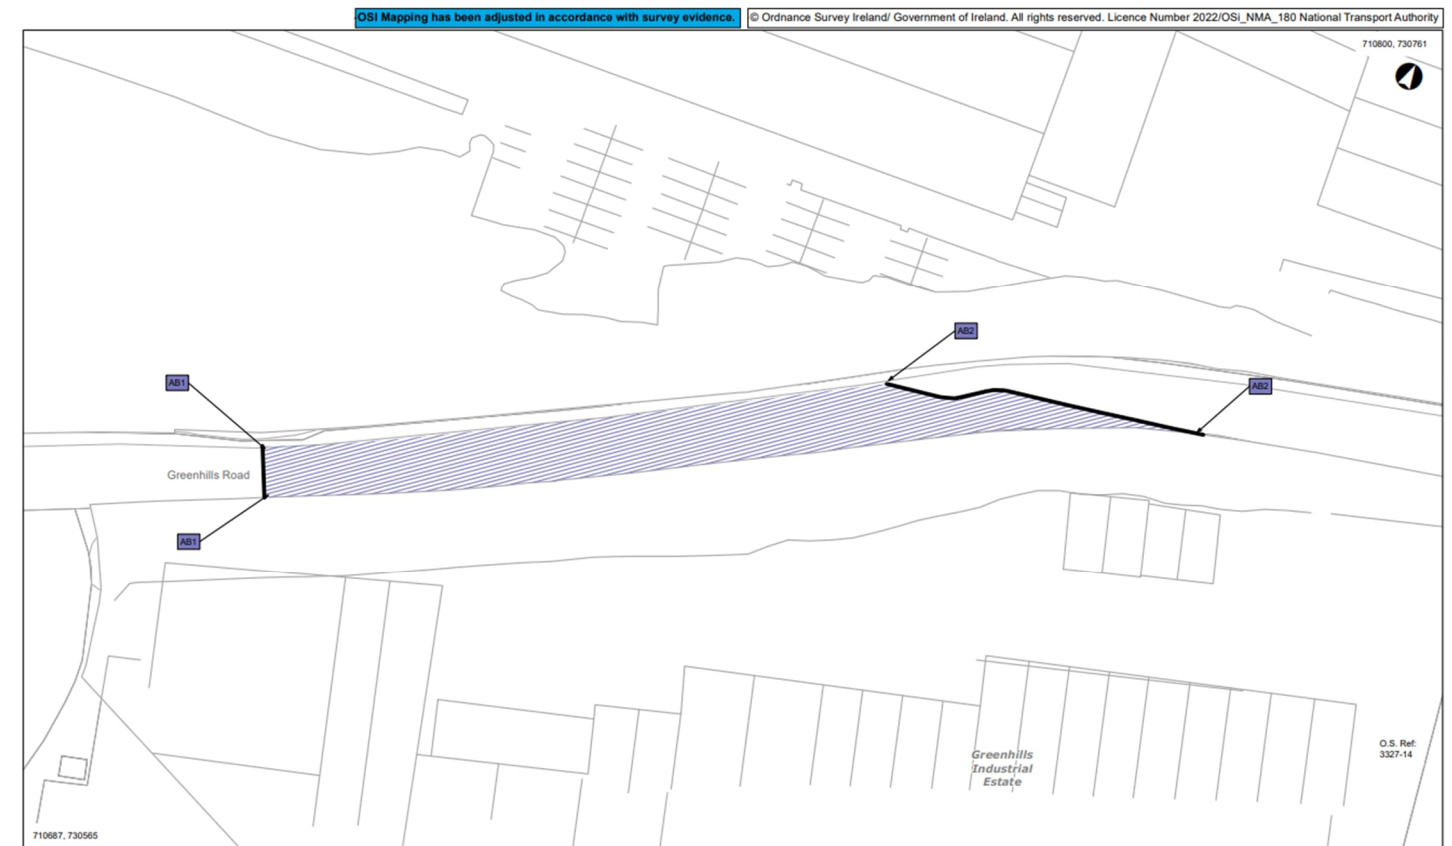 OSI Mapping has been adjusted in accordance with survey evidence.
© Ordnance Survey Ireland/ Government of Ireland. All rights reserved. Licence Number 2022/OSi_NMA_180 National Transport Authority
710800, 730761
AB2
AB1
AB2
Greenhills Road
AB1
Greenhills
Industrial
Estate
O.S. Ref:
3327-14
710687, 730565